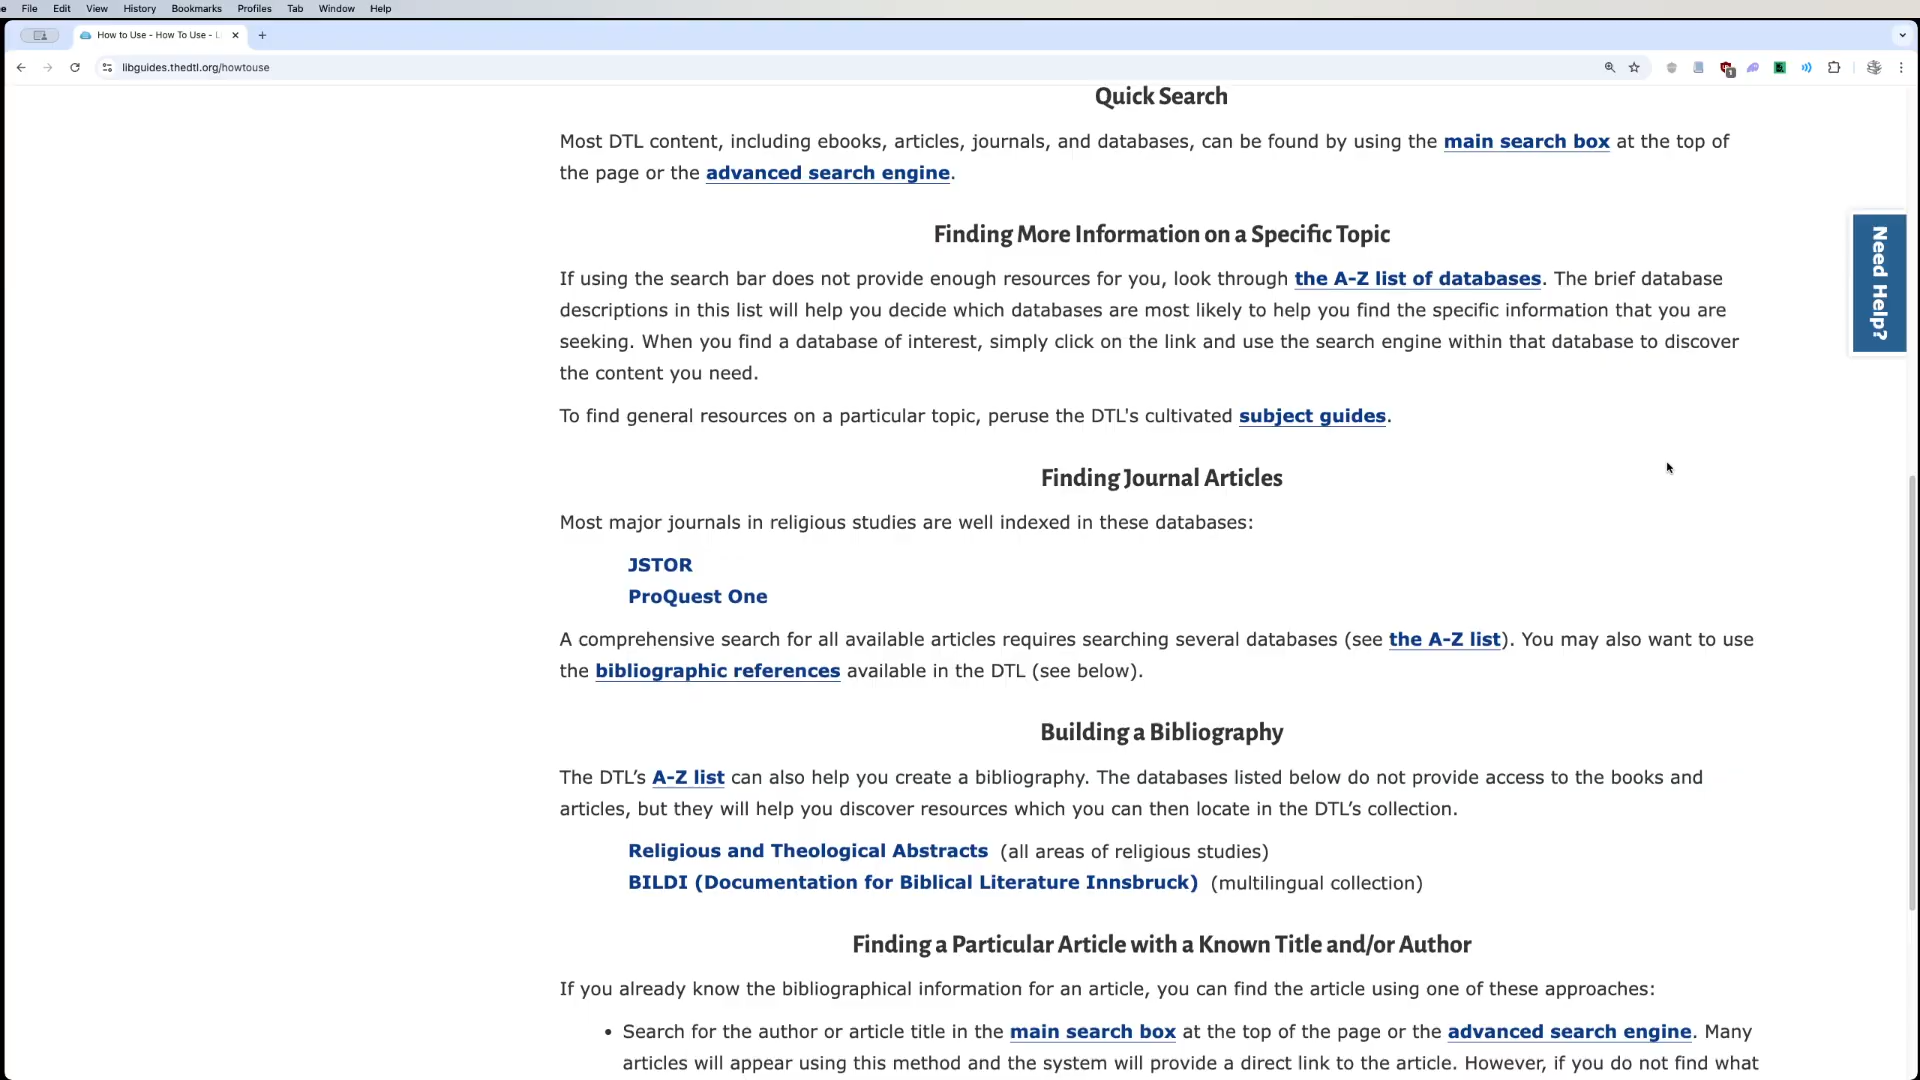 File Edit View History Bookmarks Profiles Tab Window Help
How to Use - How To Use - L
libguides.thedtl.org/howtouse
Quick Search
Most DTL content, including ebooks, articles, journals, and databases, can be found by using the main search box at the top of
the page or the advanced search engine.
Finding More Information on a Specific Topic
If using the search bar does not provide enough resources for you, look through the A-Z list of databases. The brief database
descriptions in this list will help you decide which databases are most likely to help you find the specific information that you are
seeking. When you find a database of interest, simply click on the link and use the search engine within that database to discover
the content you need.
Need Help?
To find general resources on a particular topic, peruse the DTL's cultivated subject guides.
Finding Journal Articles
Most major journals in religious studies are well indexed in these databases:
JSTOR
ProQuest One
A comprehensive search for all available articles requires searching several databases (see the A-Z list). You may also want to use
the bibliographic references available in the DTL (see below).
Building a Bibliography
The DTL’s A-Z list can also help you create a bibliography. The databases listed below do not provide access to the books and
articles, but they will help you discover resources which you can then locate in the DTL’s collection.
Religious and Theological Abstracts (all areas of religious studies)
BILDI (Documentation for Biblical Literature Innsbruck) (multilingual collection)
Finding a Particular Article with a Known Title and/or Author
If you already know the bibliographical information for an article, you can find the article using one of these approaches:
• Search for the author or article title in the main search box at the top of the page or the advanced search engine. Many
articles will appear using this method and the system will provide a direct link to the article. However, if you do not find what